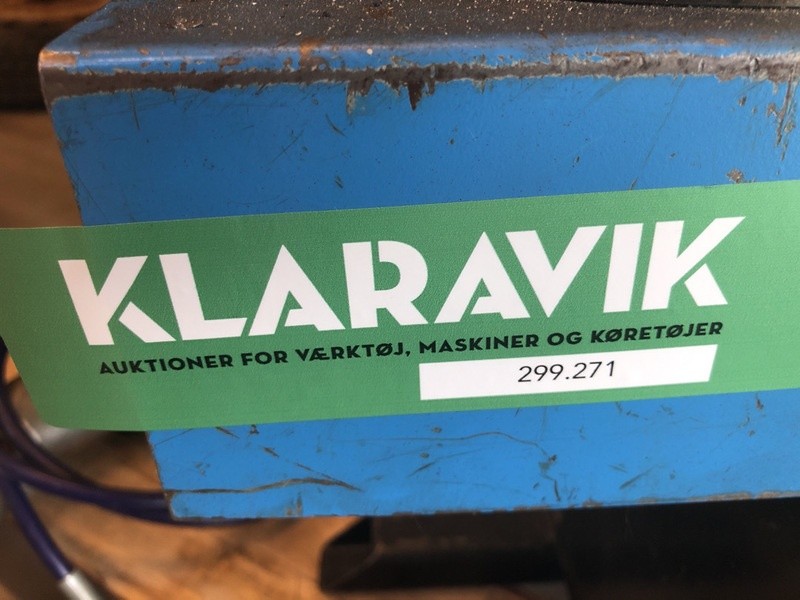 KLARAVIK
AUKTIONER FOR VÆRKTØJ, MASKINER OG KØRETØJER
299.271